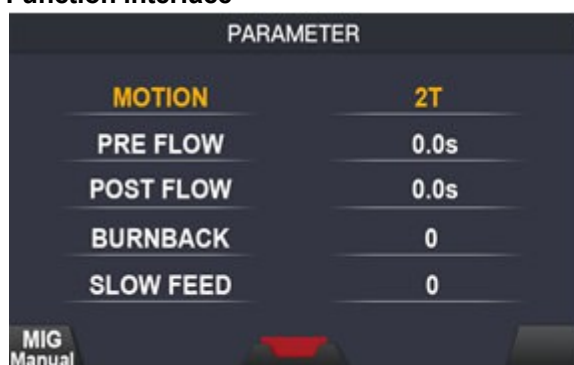 Function Interface
PARAMETER
MOTION 2T
PRE FLOW 0.0s
POST FLOW 0.0s
BURNBACK 0
SLOW FEED 0
MIG
Manual